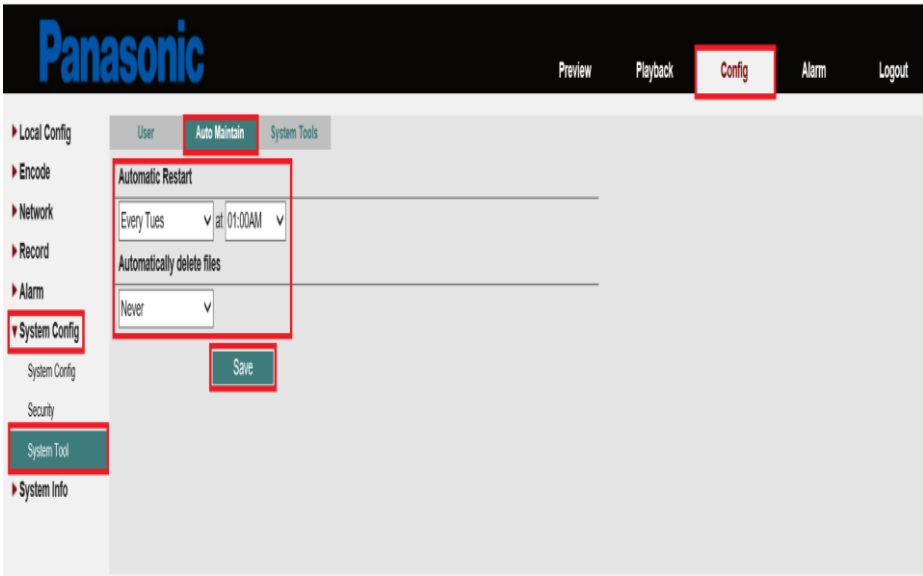 Panasonic
Preview Playback Config Alarm Logout
Local Config
Encode
Network
Record
Alarm
System Config
System Config
Security
System Tool
System Info
User Auto Maintain System Tools
Automatic Restart
Every Tues at 01:00AM
Automatically delete files
Never
Save